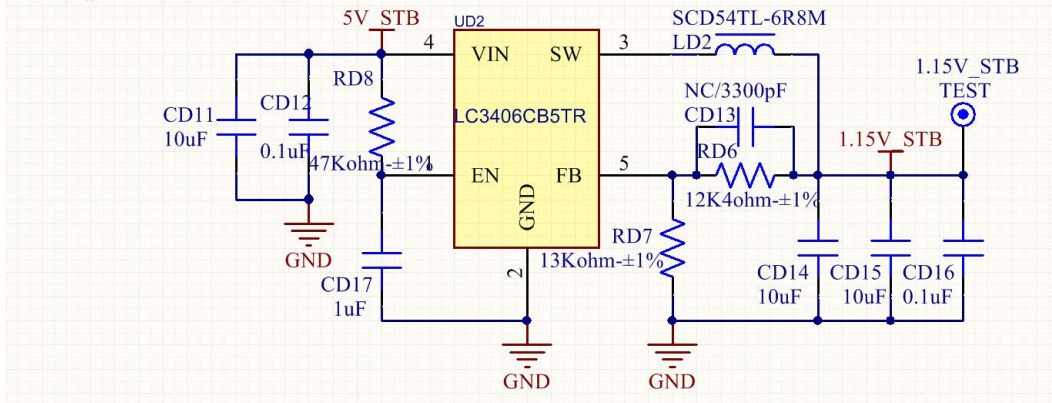 5V_STB
UD2
SCD54TL-6R8M
4
VIN
SW
3
LD2
1.15V_STB
TEST
RD8
NC/3300pF
CD11
10uF
CD12
0.1uF
LC3406CB5TR
CD13
1.15V_STB
47Kohm-±1%
1
EN
FB
5
RD6
12K4ohm-±1%
GND
GND
RD7
13Kohm-±1%
CD17
1uF
2
CD14
10uF
CD15
10uF
CD16
0.1uF
GND
GND